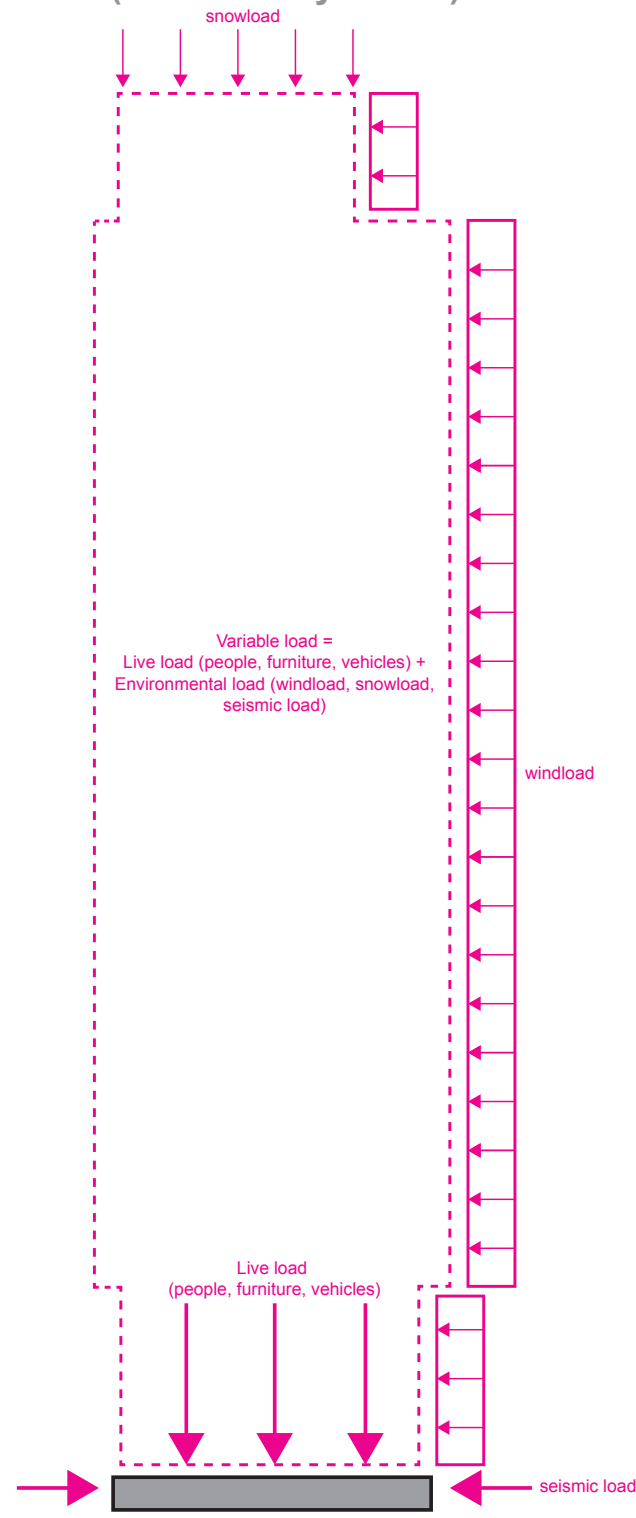 snowload
Variable load =
Live load (people, furniture, vehicles) +
Environmental load (windload, snowload,
seismic load)
windload
Live load
(people, furniture, vehicles)
seismic load